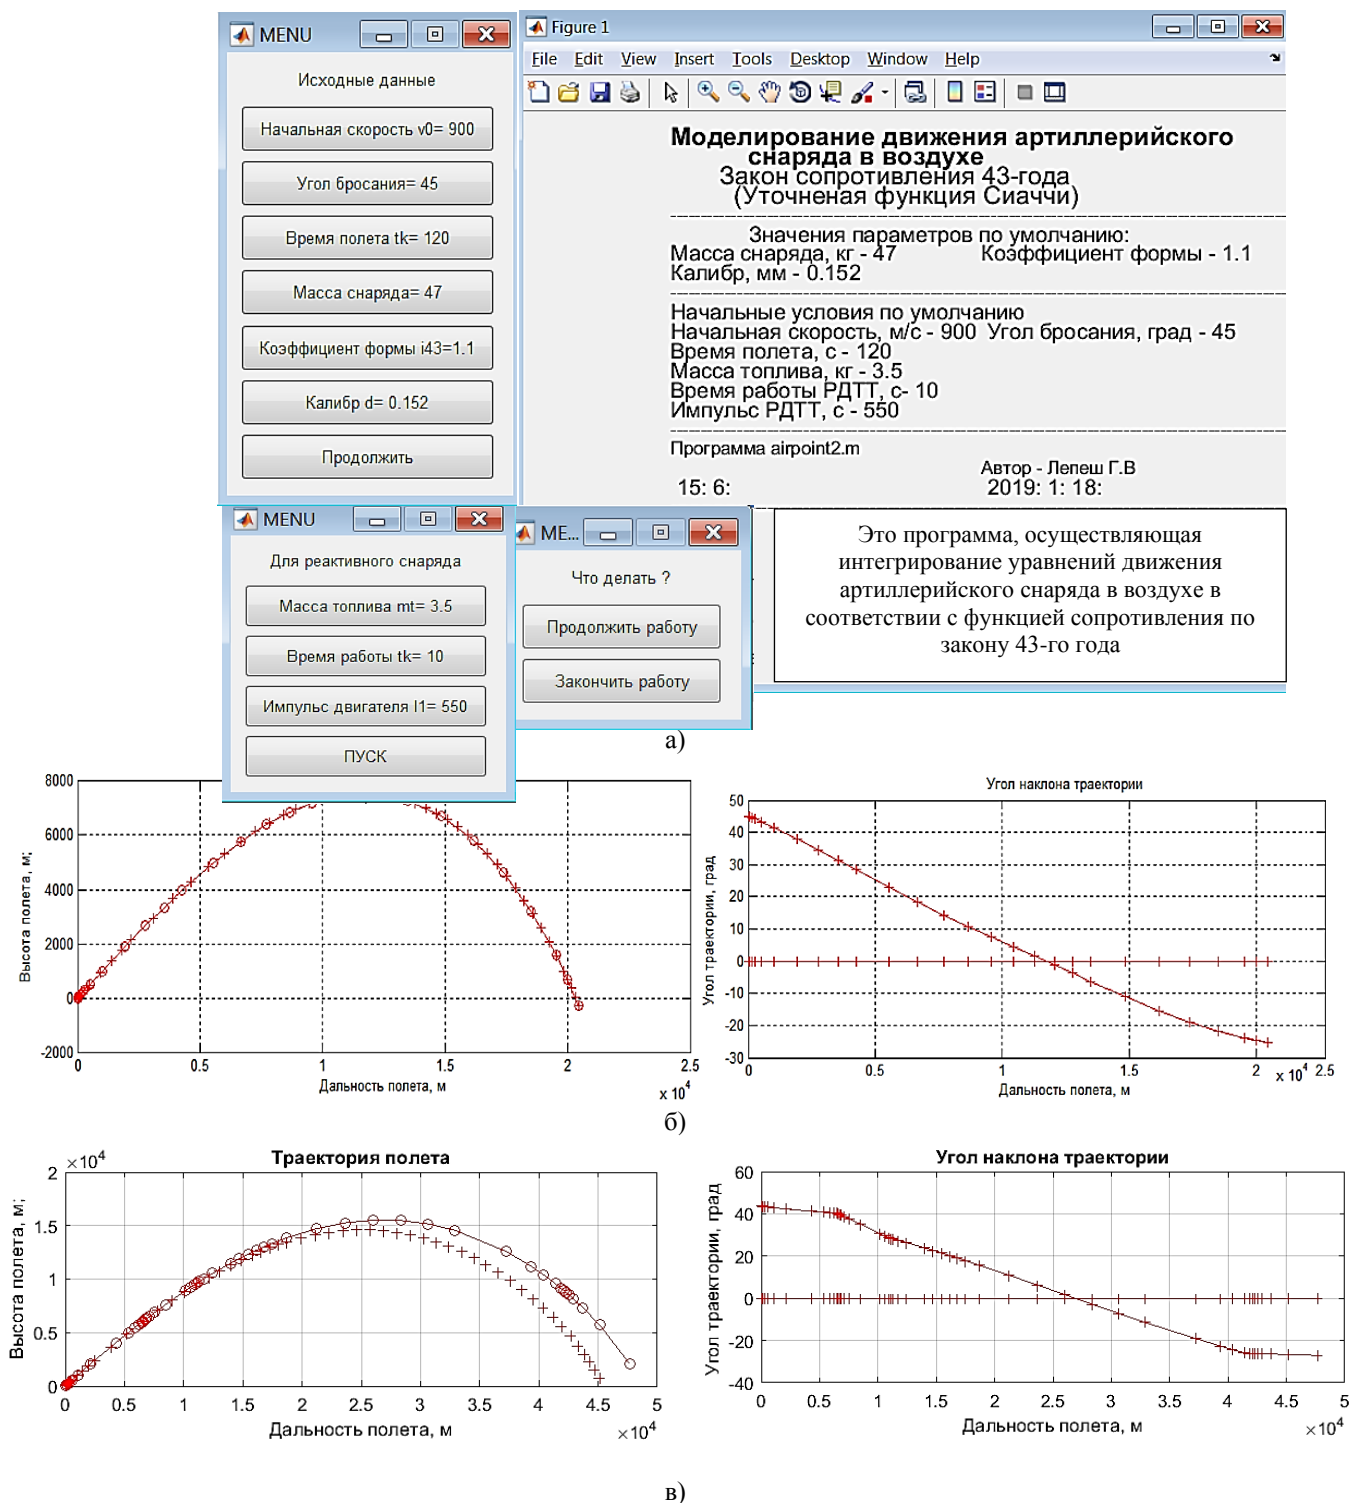 MENU
Исходные данные
Начальная скорость v0= 900
Угол бросания= 45
Время полета tk= 120
Масса снаряда= 47
Коэффициент формы i43=1.1
Калибр d= 0.152
Продолжить
Figure 1
File Edit View Insert Tools Desktop Window Help
Моделирование движения артиллерийского
снаряда в воздухе
Закон сопротивления 43-года
(Уточненая функция Сиаччи)
Значения параметров по умолчанию:
Масса снаряда, кг - 47 Коэффициент формы - 1.1
Калибр, мм - 0.152
Начальные условия по умолчанию
Начальная скорость, м/с - 900 Угол бросания, град - 45
Время полета, с - 120
Масса топлива, кг - 3.5
Время работы РДТТ, с- 10
Импульс РДТТ, с - 550
Программа airpoint2.m
Автор - Лепеш Г.В
15: 6: 2019: 1: 18:
MENU
Для реактивного снаряда
Масса топлива mt= 3.5
Время работы tk= 10
Импульс двигателя I1= 550
ПУСК
ME...
Что делать ?
Продолжить работу
Закончить работу
Это программа, осуществляющая
интегрирование уравнений движения
артиллерийского снаряда в воздухе в
соответствии с функцией сопротивления по
закону 43-го года
а)
Высота полета, м;
8000
6000
4000
2000
0
-2000
0 0.5 1 1.5 2 2.5
Дальность полета, м
x 10^4
Угол наклона траектории
Угол траектории, град
50
40
30
20
10
0
-10
-20
-30
0 0.5 1 1.5 2 x 10^4 2.5
Дальность полета, м
б)
×10^4
Траектория полета
Высота полета, м;
2
1.5
1
0.5
0
0 0.5 1 1.5 2 2.5 3 3.5 4 4.5 5
Дальность полета, м
×10^4
Угол наклона траектории
Угол траектории, град
60
40
20
0
-20
-40
0 0.5 1 1.5 2 2.5 3 3.5 4 4.5 5
Дальность полета, м
×10^4
в)